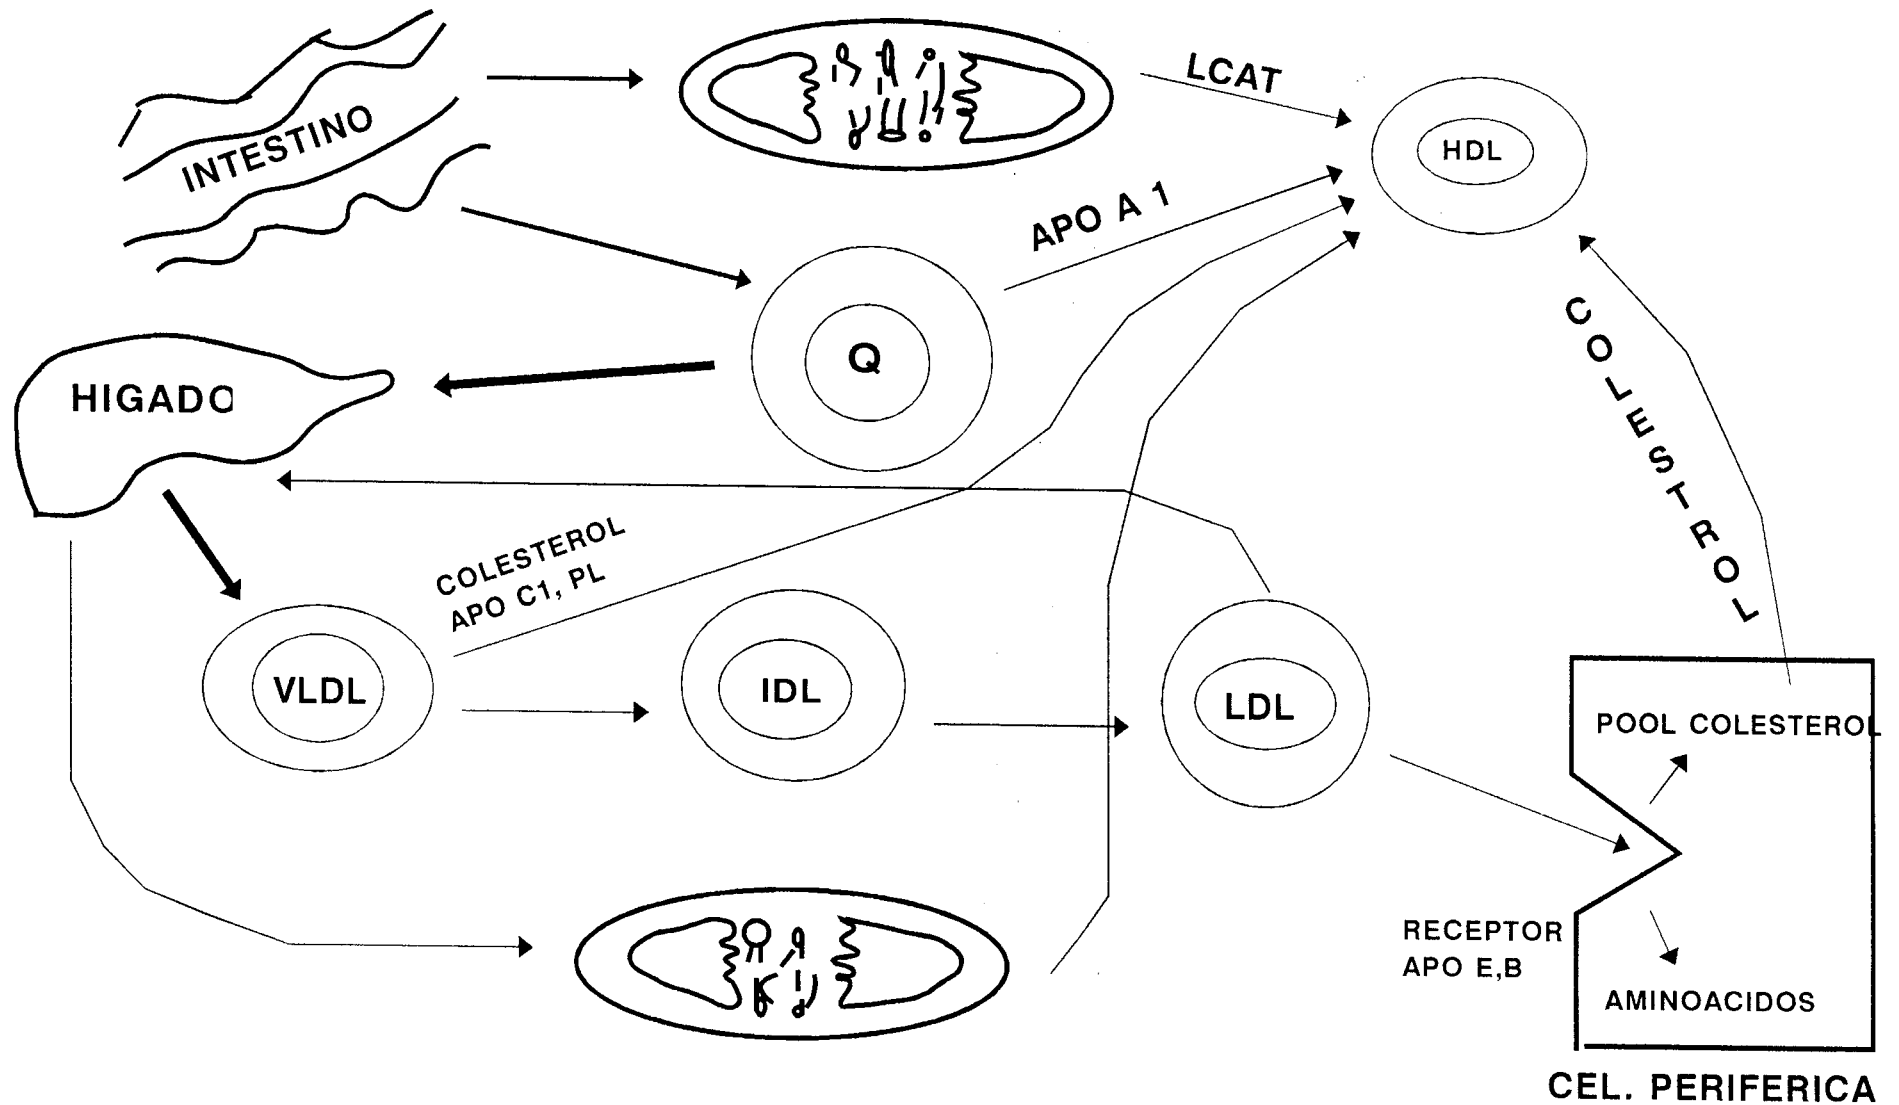 LCAT
INTESTINO
HDL
APO A 1
Q
HIGADO
COLESTROL
COLESTEROL
APO C1, PL
VLDL
IDL
LDL
POOL COLESTEROL
RECEPTOR
APO E,B
AMINOACIDOS
CEL. PERIFERICA